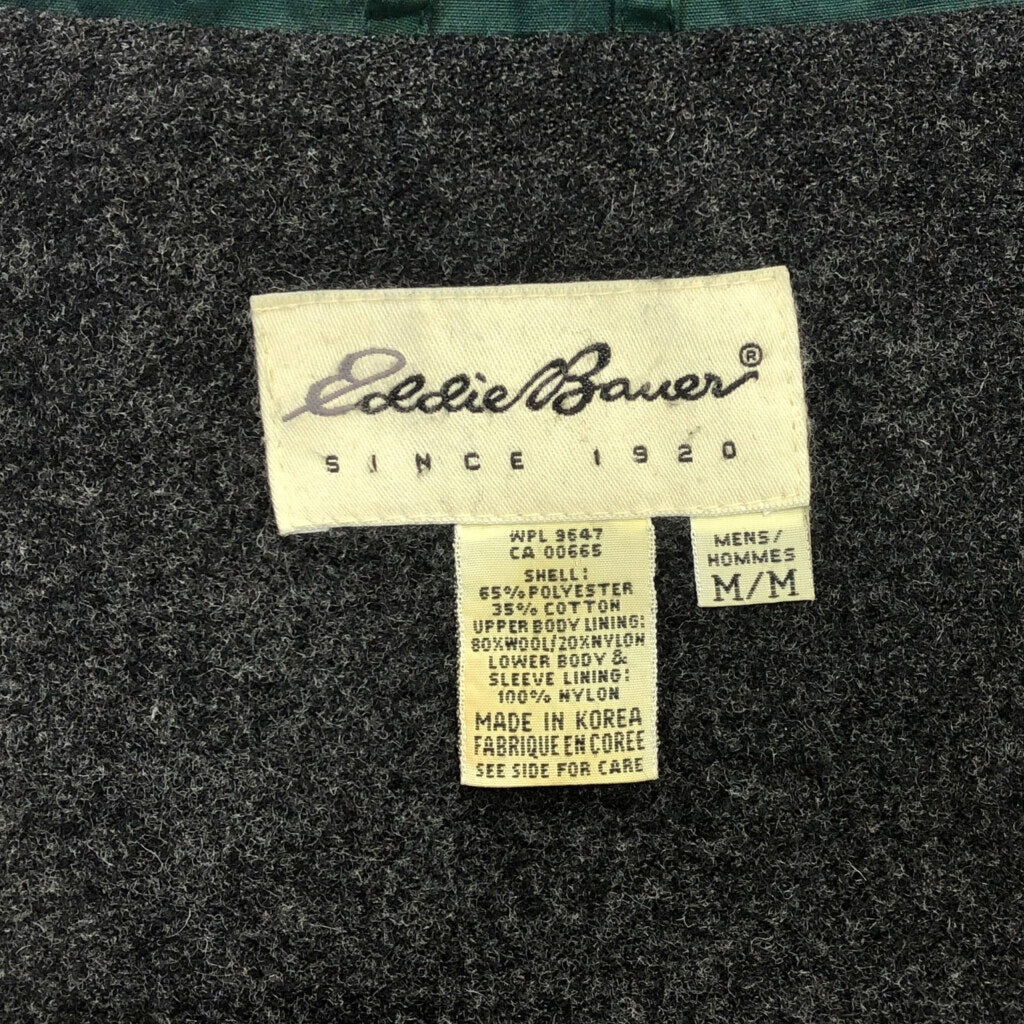 Eddie Bauer®
SINCE 1920
WPL 9647
CA 00665
SHELL:
65% POLYESTER
35% COTTON
UPPER BODY LINING:
80%WOOL/20%NYLON
LOWER BODY &
SLEEVE LINING:
100% NYLON
MADE IN KOREA
FABRIQUE EN COREE
SEE SIDE FOR CARE
MENS/
HOMMES
M/M